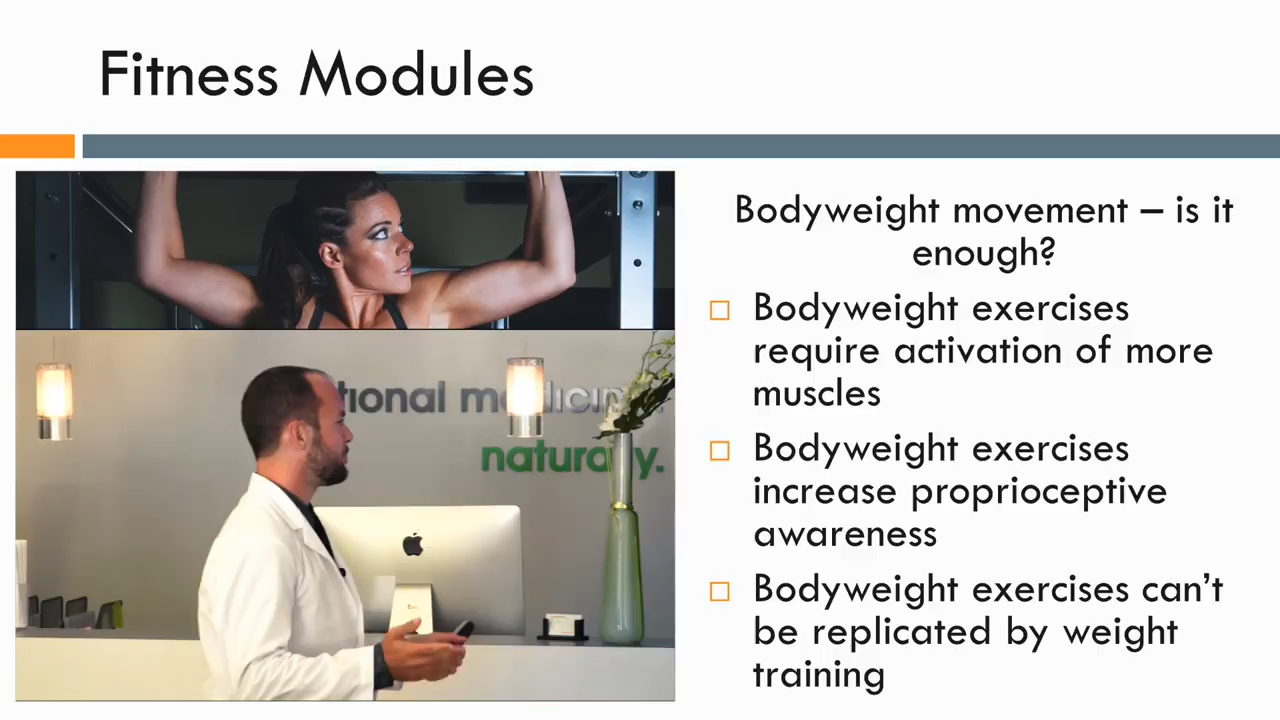 Fitness Modules
Bodyweight movement – is it
enough?
Bodyweight exercises
require activation of more
muscles
Bodyweight exercises
increase proprioceptive
awareness
Bodyweight exercises can’t
be replicated by weight
training
naturally.